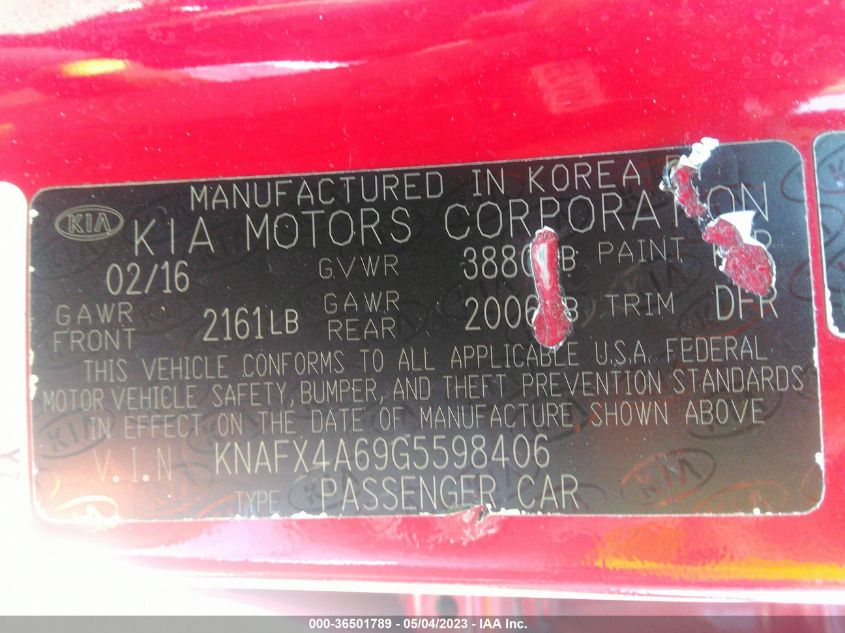 MANUFACTURED IN KOREA
KIA KIA MOTORS CORPORATION
02/16 GVWR PAINT
GAWR FRONT 2161LB GAWR REAR TRIM DFR
THIS VEHICLE CONFORMS TO ALL APPLICABLE U.S.A. FEDERAL
MOTOR VEHICLE SAFETY, BUMPER, AND THEFT PREVENTION STANDARDS
IN EFFECT ON THE DATE OF MANUFACTURE SHOWN ABOVE
V.I.N KNAFX4A69G5598406
TYPE PASSENGER CAR
000-36501789 - 05/04/2023 - IAA Inc.